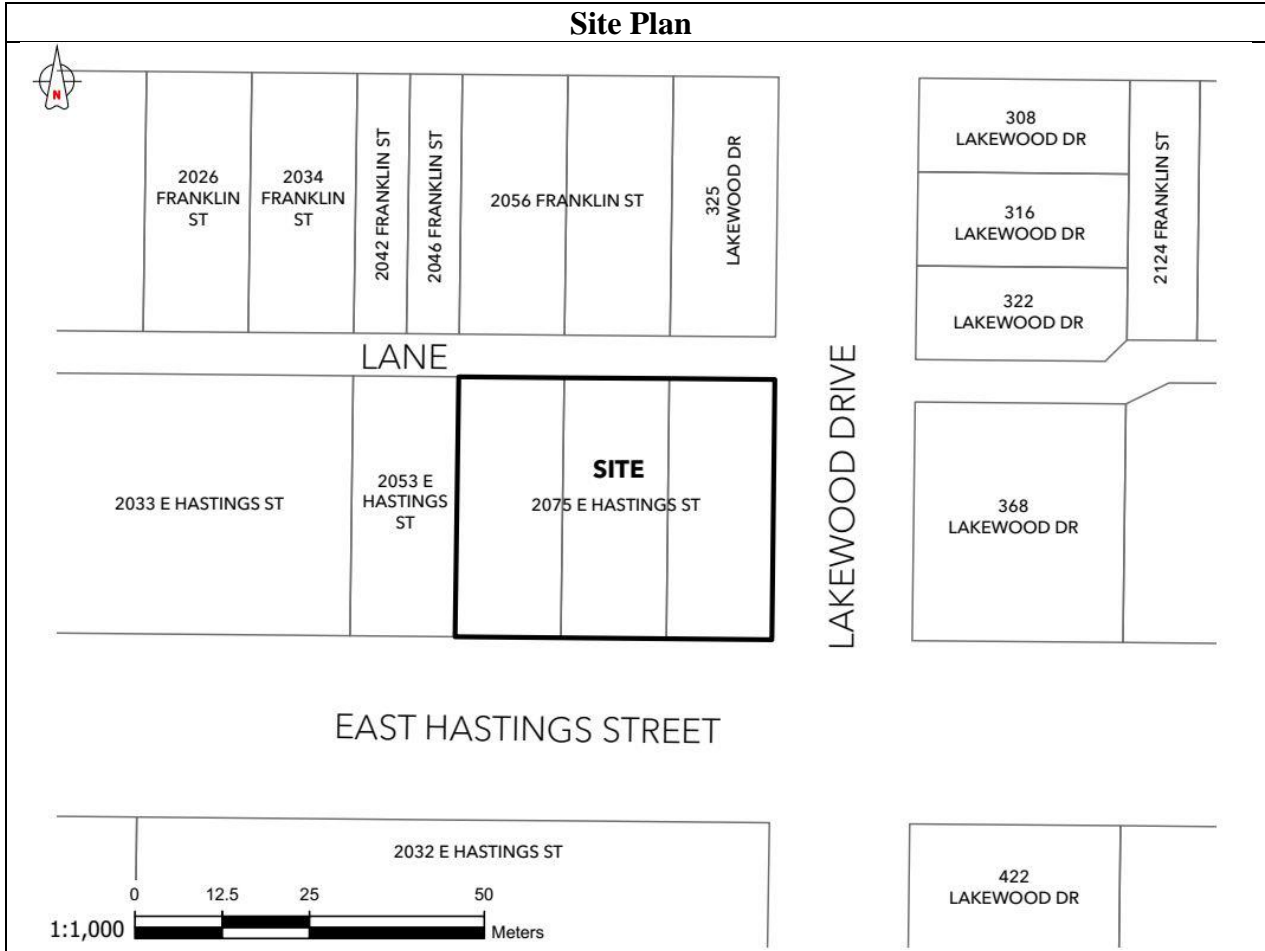 Site Plan
N
2026
FRANKLIN
ST
2034
FRANKLIN
ST
2042 FRANKLIN ST
2046 FRANKLIN ST
2056 FRANKLIN ST
325
LAKEWOOD DR
308
LAKEWOOD DR
316
LAKEWOOD DR
322
LAKEWOOD DR
2124 FRANKLIN ST
LANE
2033 E HASTINGS ST
2053 E
HASTINGS
ST
SITE
2075 E HASTINGS ST
LAKEWOOD DRIVE
368
LAKEWOOD DR
EAST HASTINGS STREET
2032 E HASTINGS ST
422
LAKEWOOD DR
0 12.5 25 50
1:1,000 Meters